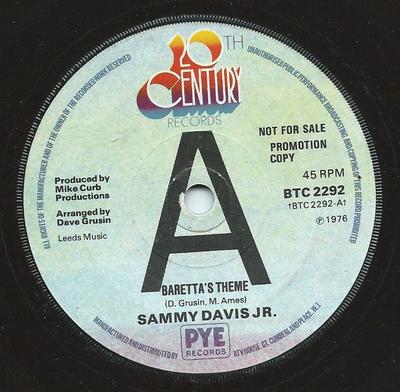 20TH
CENTURY
RECORDS
ALL RIGHTS OF THE MANUFACTURER AND OF THE OWNER OF THE RECORDED WORK RESERVED
UNAUTHORISED PUBLIC PERFORMANCE, BROADCASTING AND COPYING OF THIS RECORD PROHIBITED
A
NOT FOR SALE
PROMOTION
COPY
45 RPM
BTC 2292
†BTC 2292-A†
℗ 1976
Produced by
Mike Curb
Productions
Arranged by
Dave Grusin
Leeds Music
BARETTA'S THEME
(D. Grusin, M. Ames)
SAMMY DAVIS JR.
MANUFACTURED AND DISTRIBUTED BY
PYE
RECORDS
ATV HOUSE GT. CUMBERLAND PLACE, W.1.